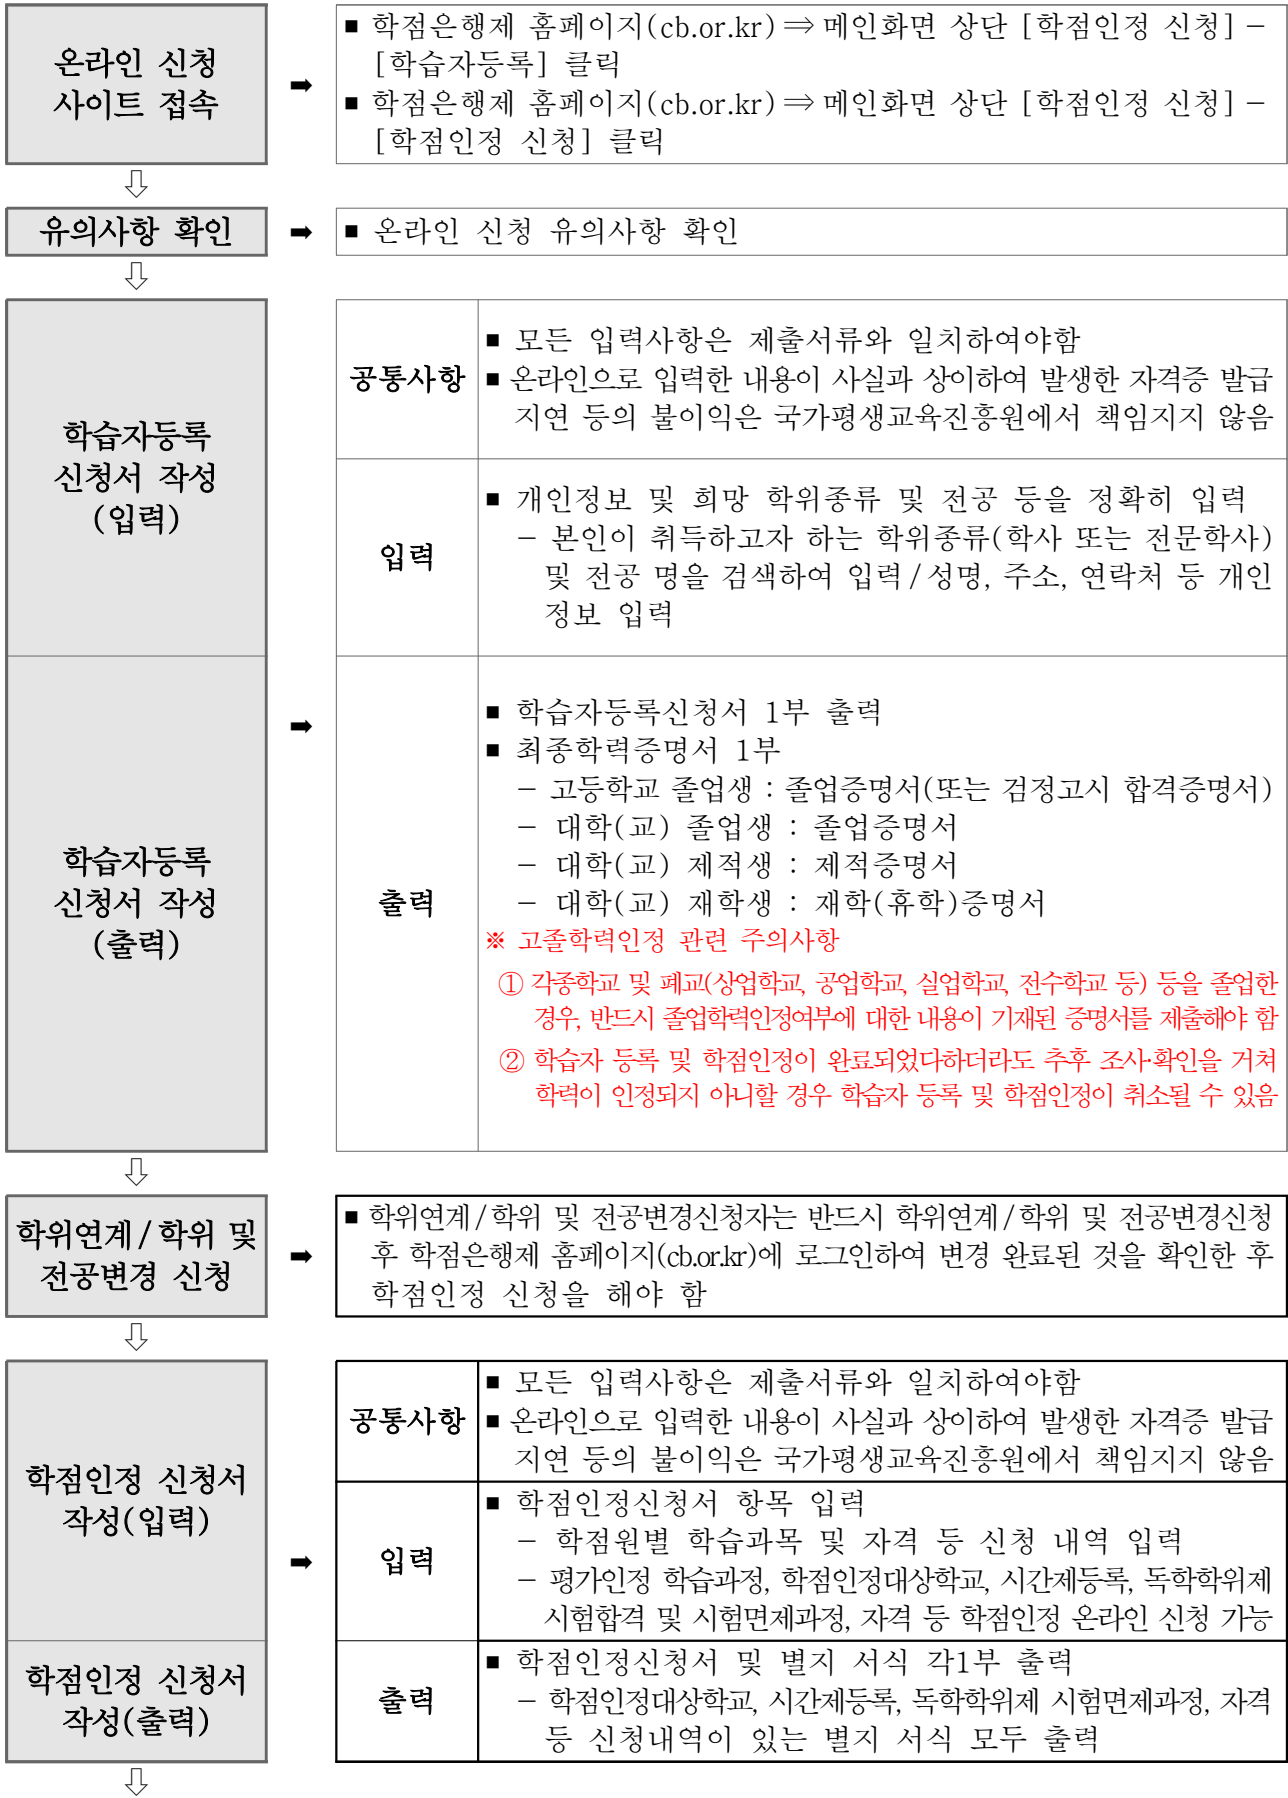 온라인 신청
사이트 접속
➡
■ 학점은행제 홈페이지(cb.or.kr)⇒메인화면 상단 [학점인정 신청]－
[학습자등록] 클릭
■ 학점은행제 홈페이지(cb.or.kr)⇒메인화면 상단 [학점인정 신청]－
[학점인정 신청] 클릭
⇩
유의사항 확인
➡
■ 온라인 신청 유의사항 확인
⇩
학습자등록
신청서 작성
(입력)
공통사항
■ 모든 입력사항은 제출서류와 일치하여야함
■ 온라인으로 입력한 내용이 사실과 상이하여 발생한 자격증 발급
지연 등의 불이익은 국가평생교육진흥원에서 책임지지 않음
입력
■ 개인정보 및 희망 학위종류 및 전공 등을 정확히 입력
－ 본인이 취득하고자 하는 학위종류(학사 또는 전문학사)
및 전공 명을 검색하여 입력/성명, 주소, 연락처 등 개인
정보 입력
➡
학습자등록
신청서 작성
(출력)
출력
■ 학습자등록신청서 1부 출력
■ 최종학력증명서 1부
－ 고등학교 졸업생 : 졸업증명서(또는 검정고시 합격증명서)
－ 대학(교) 졸업생 : 졸업증명서
－ 대학(교) 제적생 : 제적증명서
－ 대학(교) 재학생 : 재학(휴학)증명서
※ 고졸학력인정 관련 주의사항
① 각종학교 및 폐교(상업학교, 공업학교, 실업학교, 전수학교 등) 등을 졸업한
경우, 반드시 졸업학력인정여부에 대한 내용이 기재된 증명서를 제출해야 함
② 학습자 등록 및 학점인정이 완료되었다하더라도 추후 조사·확인을 거쳐
학력이 인정되지 아니할 경우 학습자 등록 및 학점인정이 취소될 수 있음
⇩
학위연계/학위 및
전공변경 신청
➡
■ 학위연계/학위 및 전공변경신청자는 반드시 학위연계/학위 및 전공변경신청
후 학점은행제 홈페이지(cb.or.kr)에 로그인하여 변경 완료된 것을 확인한 후
학점인정 신청을 해야 함
⇩
학점인정 신청서
작성(입력)
공통사항
■ 모든 입력사항은 제출서류와 일치하여야함
■ 온라인으로 입력한 내용이 사실과 상이하여 발생한 자격증 발급
지연 등의 불이익은 국가평생교육진흥원에서 책임지지 않음
➡
입력
■ 학점인정신청서 항목 입력
－ 학점원별 학습과목 및 자격 등 신청 내역 입력
－ 평가인정 학습과정, 학점인정대상학교, 시간제등록, 독학학위제
시험합격 및 시험면제과정, 자격 등 학점인정 온라인 신청 가능
학점인정 신청서
작성(출력)
출력
■ 학점인정신청서 및 별지 서식 각1부 출력
－ 학점인정대상학교, 시간제등록, 독학학위제 시험면제과정, 자격
등 신청내역이 있는 별지 서식 모두 출력
⇩